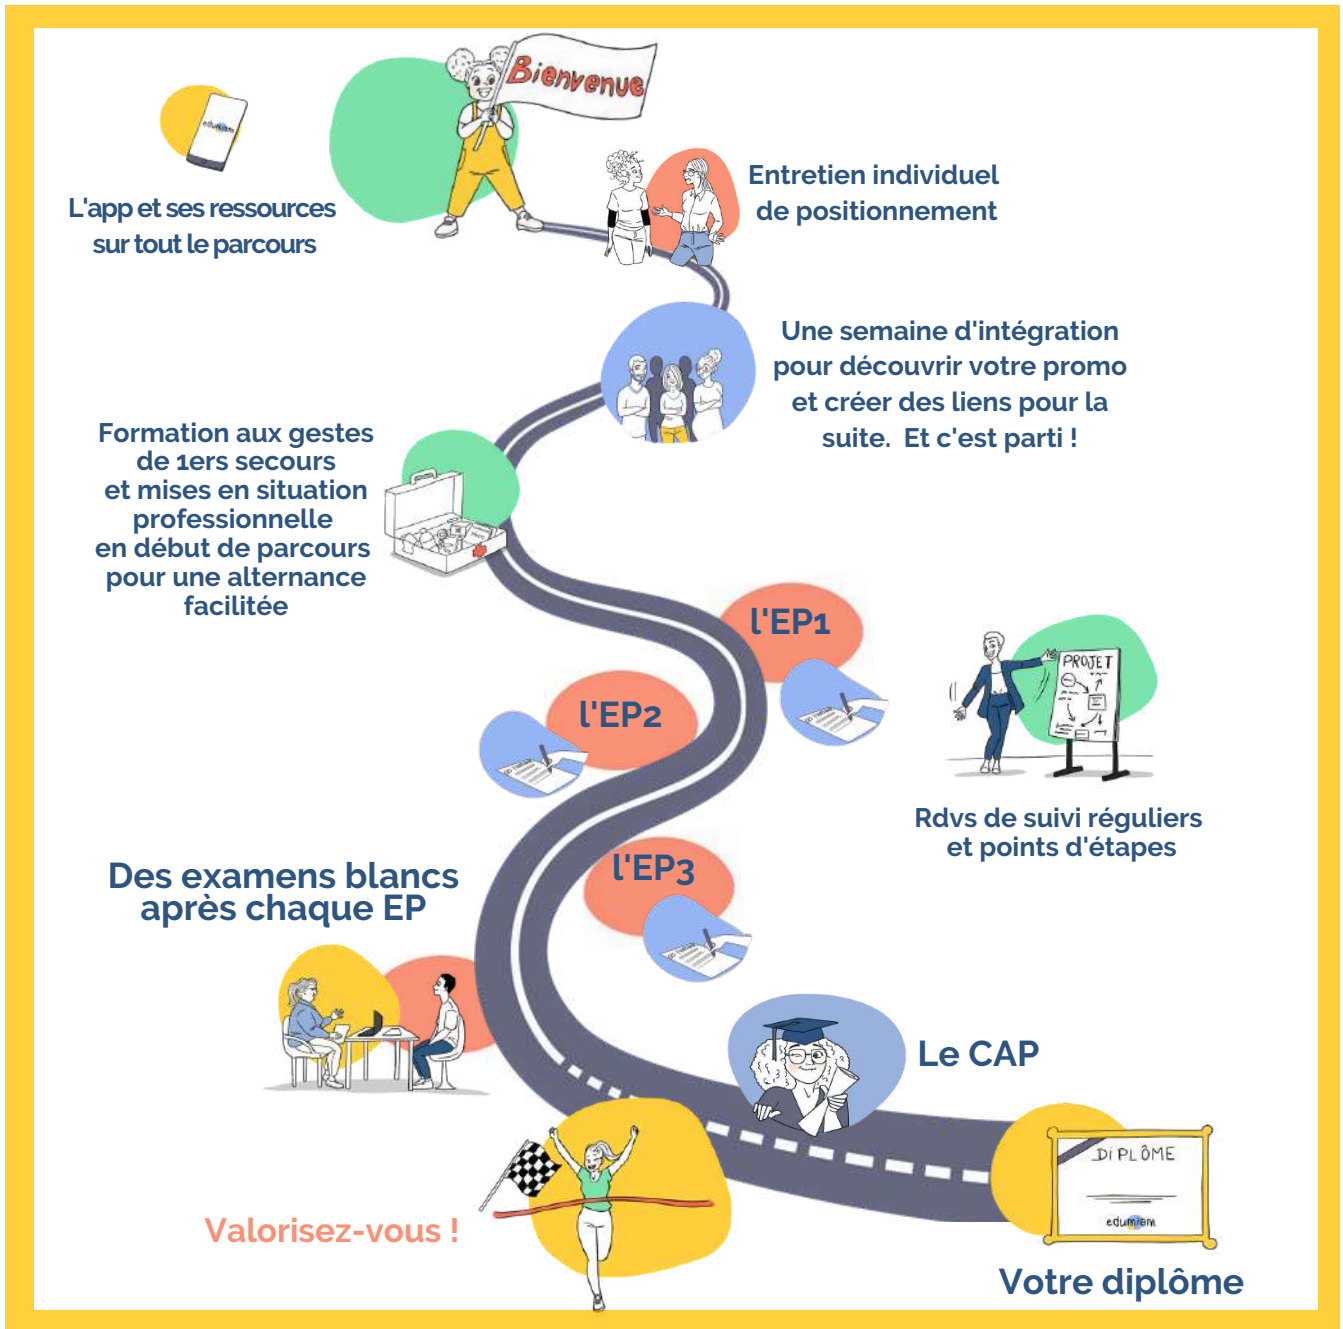 Bienvenue
edumiam
L'app et ses ressources
sur tout le parcours
Entretien individuel
de positionnement
Une semaine d'intégration
pour découvrir votre promo
et créer des liens pour la
suite. Et c'est parti !
Formation aux gestes
de 1ers secours
et mises en situation
professionnelle
en début de parcours
pour une alternance
facilitée
l'EP1
l'EP2
PROJET
Rdvs de suivi réguliers
et points d'étapes
l'EP3
Des examens blancs
après chaque EP
Le CAP
Valorisez-vous !
DiPLÔME
edumiam
Votre diplôme